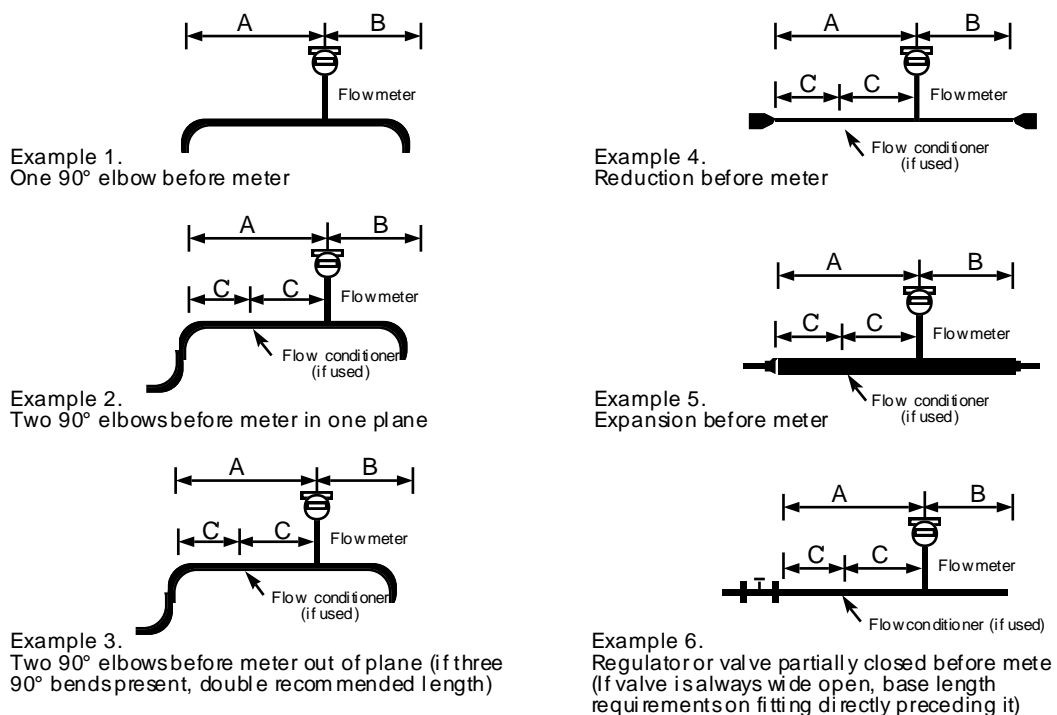 A B
Flowmeter
Example 1.
One 90° elbow before meter
A B
C C
Flowmeter
Flow conditioner
(if used)
Example 2.
Two 90° elbows before meter in one plane
A B
C C
Flowmeter
Flow conditioner
(if used)
Example 3.
Two 90° elbows before meter out of plane (if three
90° bends present, double recommended length)
A B
C C
Flowmeter
Flow conditioner
(if used)
Example 4.
Reduction before meter
A B
C C
Flowmeter
Flow conditioner
(if used)
Example 5.
Expansion before meter
A B
C C
Flowmeter
Flow conditioner (if used)
Example 6.
Regulator or valve partially closed before mete
(If valve is always wide open, base length
requirements on fitting directly preceding it)